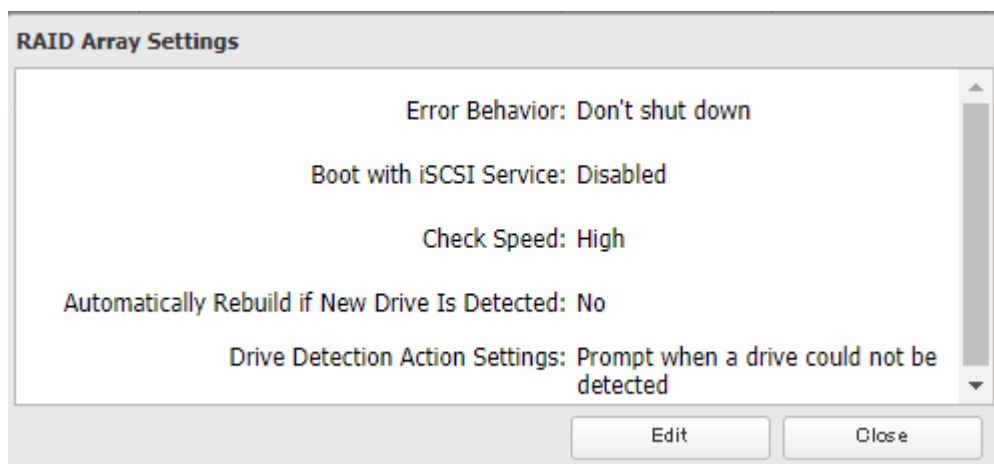 RAID Array Settings
Error Behavior: Don't shut down
Boot with iSCSI Service: Disabled
Check Speed: High
Automatically Rebuild if New Drive Is Detected: No
Drive Detection Action Settings: Prompt when a drive could not be
detected
Edit Close